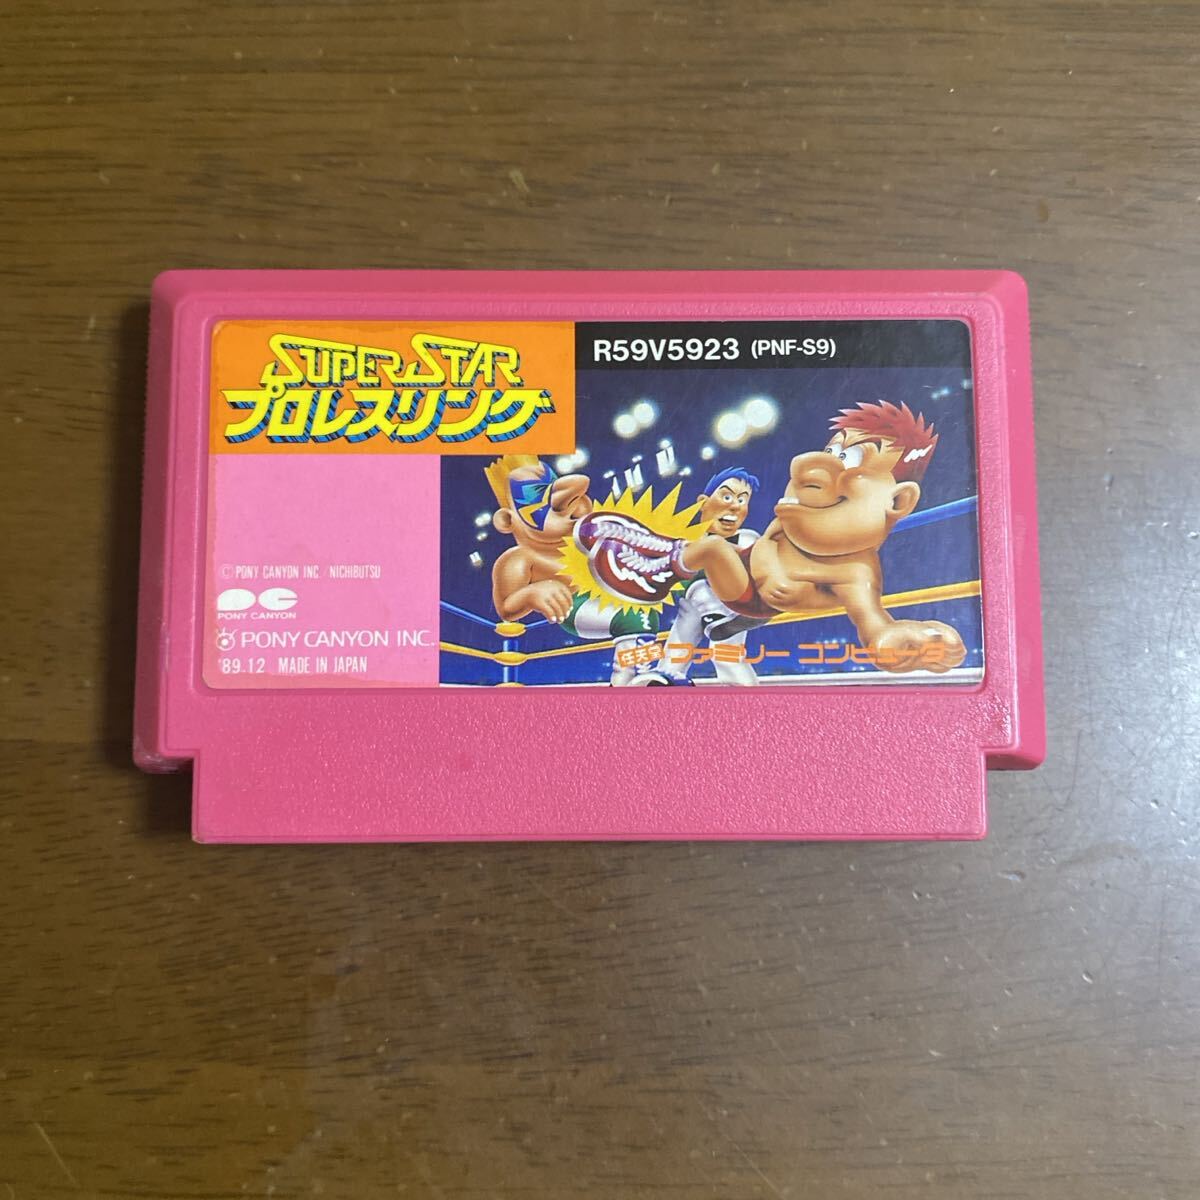 SUPER STAR
プロレスリング
R59V5923 (PNF-S9)
© PONY CANYON INC./NICHIBUTSU
PONY CANYON
PONY CANYON INC.
'89.12 MADE IN JAPAN
任天堂 ファミリー コンピュータ